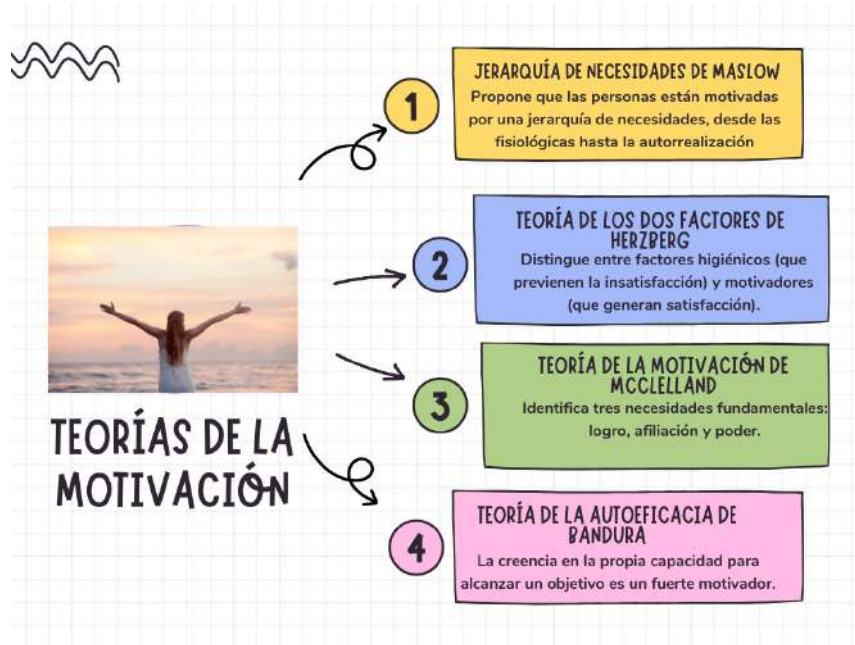 TEORÍAS DE LA
MOTIVACIÓN
1
JERARQUÍA DE NECESIDADES DE MASLOW
Propone que las personas están motivadas
por una jerarquía de necesidades, desde las
fisiológicas hasta la autorrealización
2
TEORÍA DE LOS DOS FACTORES DE
HERZBERG
Distingue entre factores higiénicos (que
previenen la insatisfacción) y motivadores
(que generan satisfacción).
3
TEORÍA DE LA MOTIVACIÓN DE
MCCLELLAND
Identifica tres necesidades fundamentales:
logro, afiliación y poder.
4
TEORÍA DE LA AUTOEFICACIA DE
BANDURA
La creencia en la propia capacidad para
alcanzar un objetivo es un fuerte motivador.